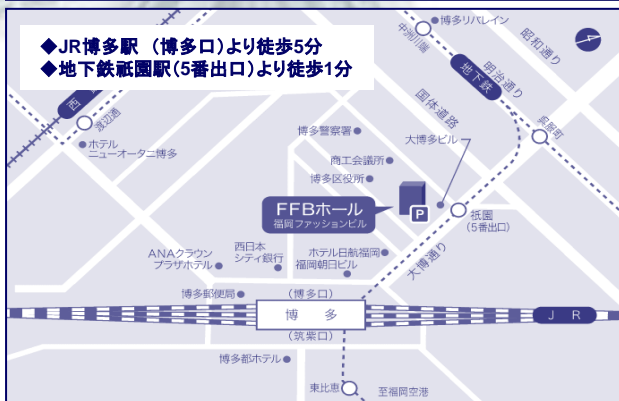 ◆JR博多駅 （博多口）より徒歩5分
◆地下鉄祇園駅（5番出口）より徒歩1分
博多リバレイン
中洲川端
昭和通り
明治通り
地下鉄
4
国体道路
呉服町
渡辺通
ホテル
ニューオータニ博多
博多警察署
大博多ビル
商工会議所
博多区役所
FFBホール
福岡ファッションビル
P
祇園
(5番出口)
大博通り
ANAクラウン
プラザホテル
西日本
シティ銀行
ホテル日航福岡
福岡朝日ビル
博多郵便局
(博多口)
博 多
J R
(筑紫口)
博多都ホテル
東比恵
至福岡空港